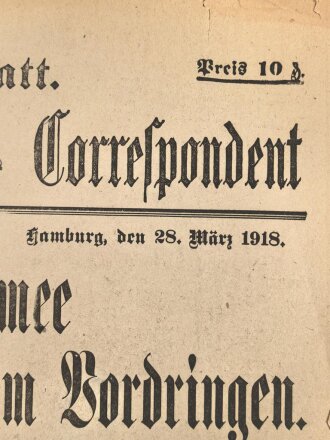 att.
Preis 10 ₰.
Correſpondent
Hamburg, den 28. März 1918.
mee
m Vordringen.